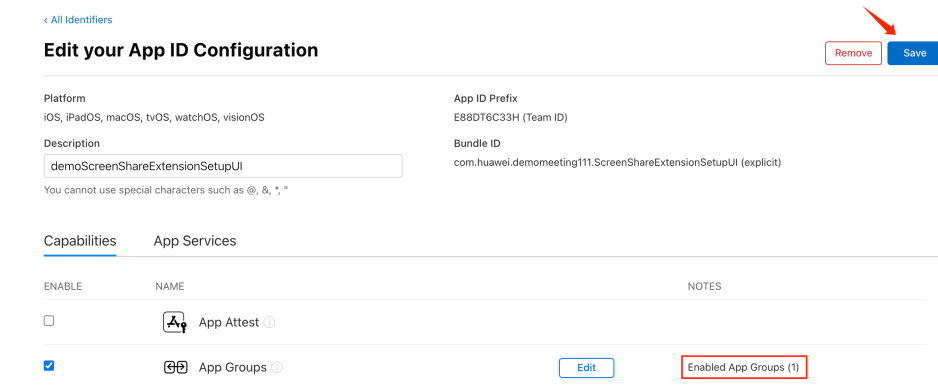 ‹ All Identifiers
Edit your App ID Configuration
Remove
Save
Platform
App ID Prefix
iOS, iPadOS, macOS, tvOS, watchOS, visionOS
E88DT6C33H (Team ID)
Description
Bundle ID
demoScreenShareExtensionSetupUI
com.huawei.demomeeting111.ScreenShareExtensionSetupUI (explicit)
You cannot use special characters such as @, &, *, "
Capabilities
App Services
ENABLE
NAME
NOTES
App Attest
App Groups
Edit
Enabled App Groups (1)